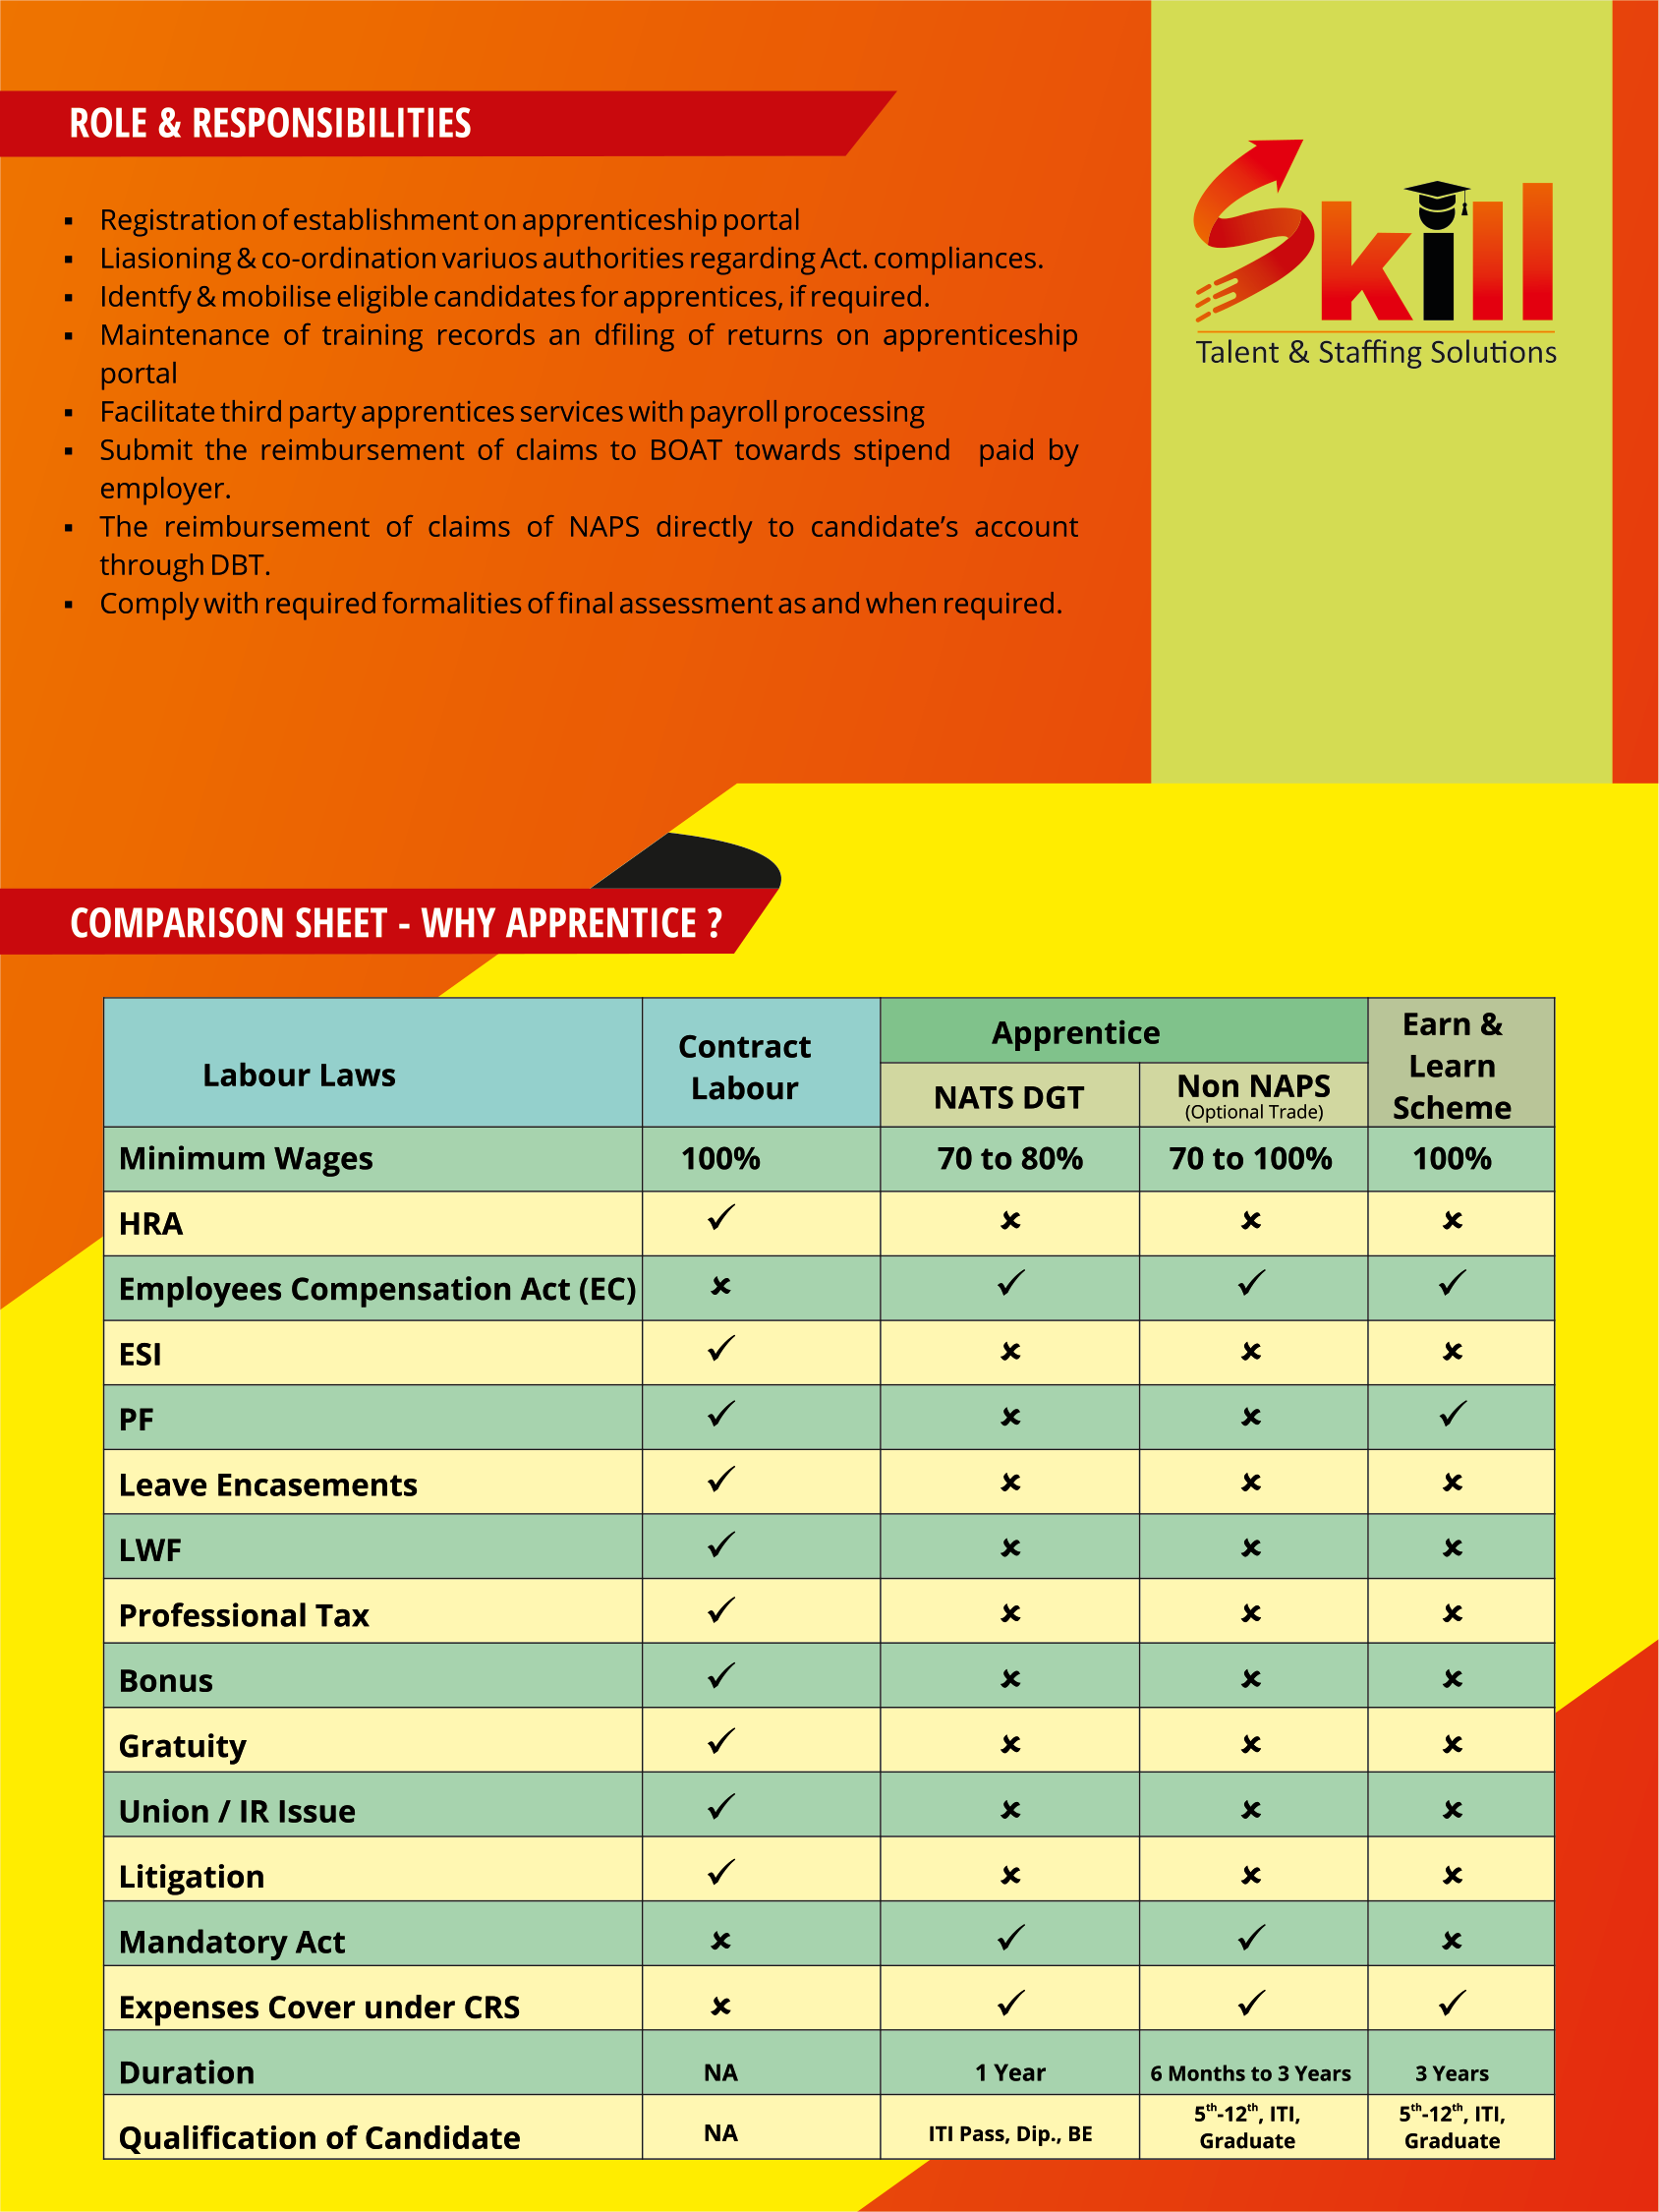 ROLE & RESPONSIBILITIES
▪ Registration of establishment on apprenticeship portal
▪ Liasioning & co-ordination variuos authorities regarding Act. compliances.
▪ Identfy & mobilise eligible candidates for apprentices, if required.
▪ Maintenance of training records an dfiling of returns on apprenticeship
portal
▪ Facilitate third party apprentices services with payroll processing
▪ Submit the reimbursement of claims to BOAT towards stipend paid by
employer.
▪ The reimbursement of claims of NAPS directly to candidate's account
through DBT.
▪ Comply with required formalities of final assessment as and when required.
Skill
Talent & Staffing Solutions
COMPARISON SHEET - WHY APPRENTICE ?
Labour Laws
Contract
Labour
Apprentice
NATS DGT
Non NAPS
(Optional Trade)
Earn &
Learn
Scheme
Minimum Wages 100% 70 to 80% 70 to 100% 100%
HRA ✓ ✗ ✗ ✗
Employees Compensation Act (EC) ✗ ✓ ✓ ✓
ESI ✓ ✗ ✗ ✗
PF ✓ ✗ ✗ ✓
Leave Encasements ✓ ✗ ✗ ✗
LWF ✓ ✗ ✗ ✗
Professional Tax ✓ ✗ ✗ ✗
Bonus ✓ ✗ ✗ ✗
Gratuity ✓ ✗ ✗ ✗
Union / IR Issue ✓ ✗ ✗ ✗
Litigation ✓ ✗ ✗ ✗
Mandatory Act ✗ ✓ ✓ ✗
Expenses Cover under CRS ✗ ✓ ✓ ✓
Duration NA 1 Year 6 Months to 3 Years 3 Years
Qualification of Candidate NA ITI Pass, Dip., BE
5th-12th, ITI,
Graduate
5th-12th, ITI,
Graduate